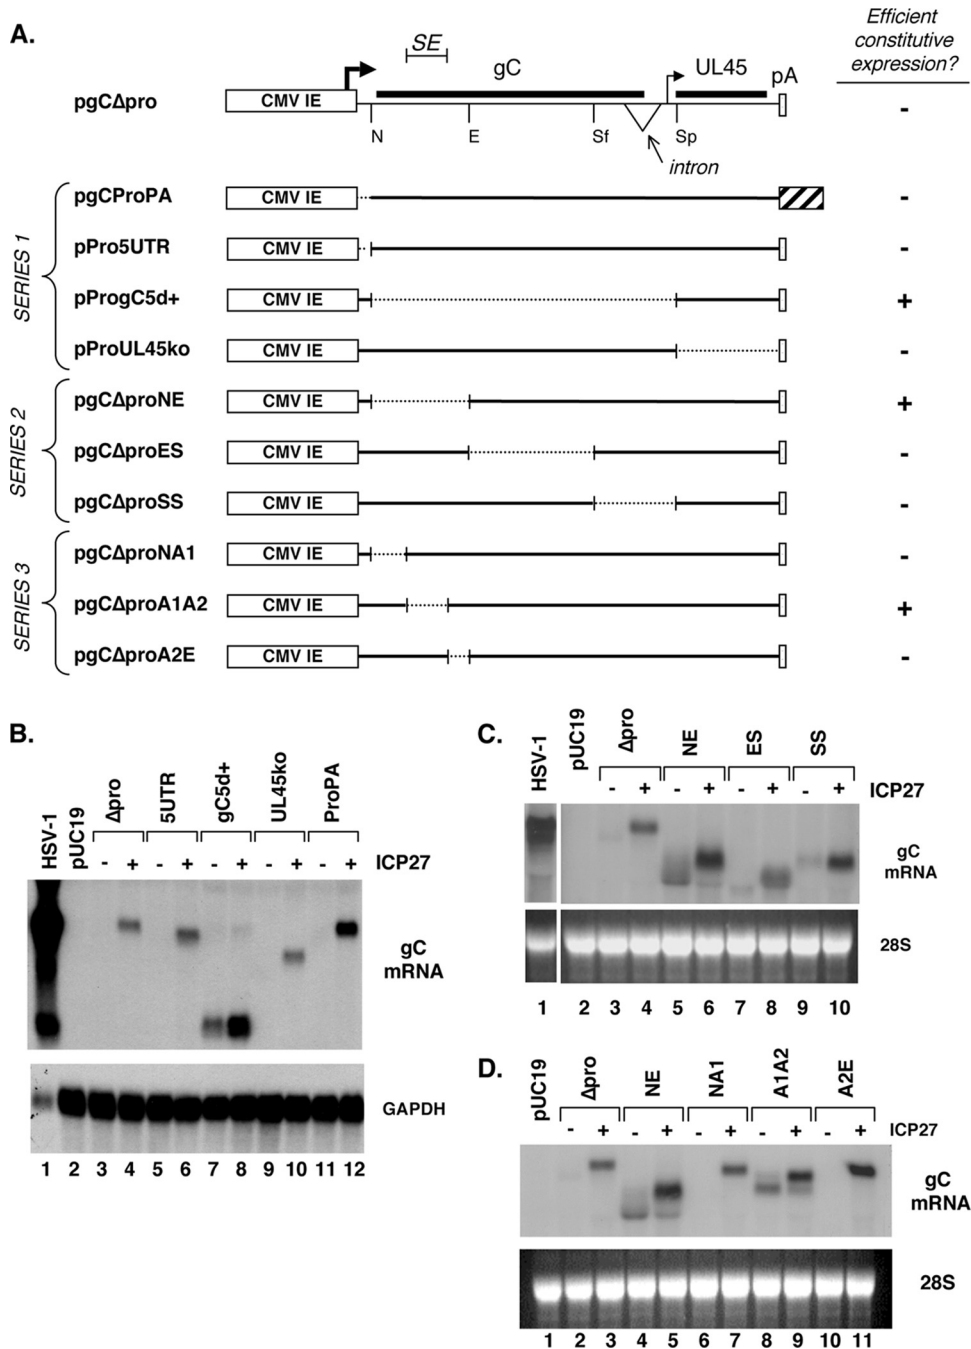 A.
Efficient
constitutive
expression?
SE
gC
UL45
pA
pgCΔpro
CMV IE
-
N
E
Sf
Sp
intron
SERIES 1
pgCProPA
CMV IE
-
pPro5UTR
CMV IE
-
pProgC5d+
CMV IE
+
pProUL45ko
CMV IE
-
SERIES 2
pgCΔproNE
CMV IE
+
pgCΔproES
CMV IE
-
pgCΔproSS
CMV IE
-
SERIES 3
pgCΔproNA1
CMV IE
-
pgCΔproA1A2
CMV IE
+
pgCΔproA2E
CMV IE
-
B.
HSV-1
pUC19
Δpro
5UTR
gC5d+
UL45ko
ProPA
- + - + - + - + - + ICP27
gC
mRNA
GAPDH
1 2 3 4 5 6 7 8 9 10 11 12
C.
HSV-1
pUC19
Δpro
NE
ES
SS
- + - + - + - + ICP27
gC
mRNA
28S
1 2 3 4 5 6 7 8 9 10
D.
pUC19
Δpro
NE
NA1
A1A2
A2E
- + - + - + - + - + ICP27
gC
mRNA
28S
1 2 3 4 5 6 7 8 9 10 11